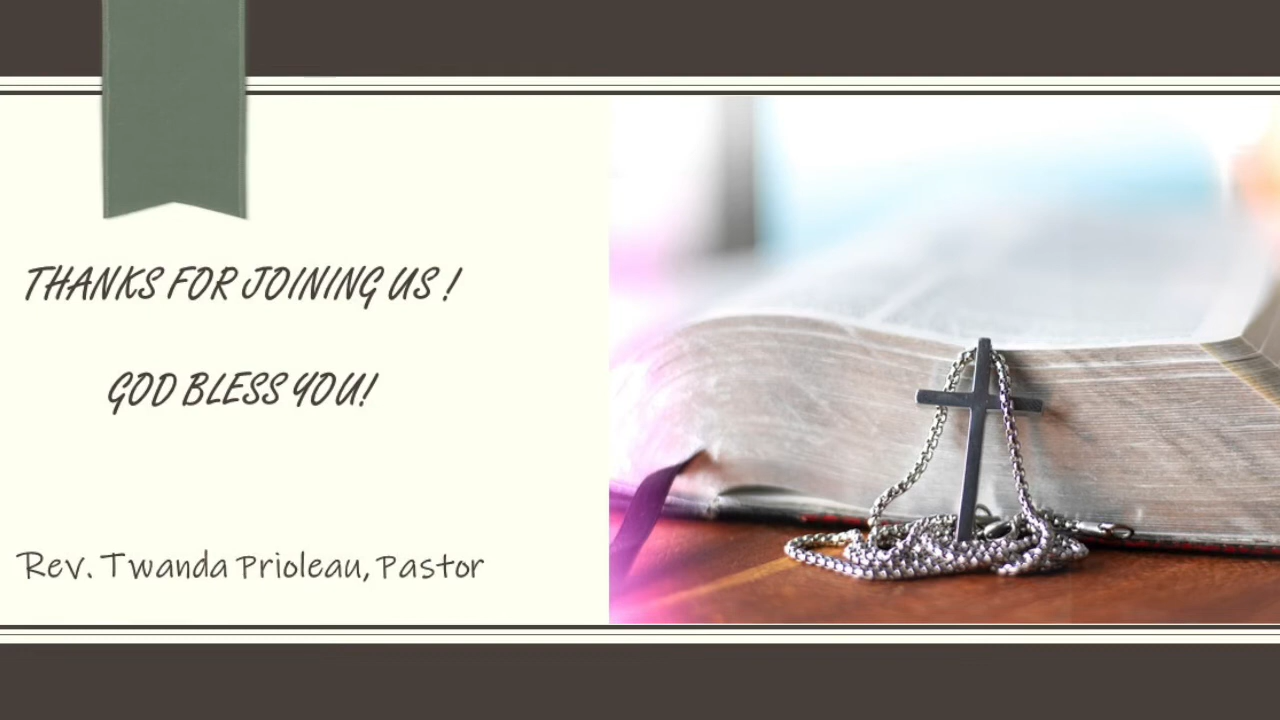 THANKS FOR JOINING US !
GOD BLESS YOU!
Rev. Twanda Prioleau, Pastor